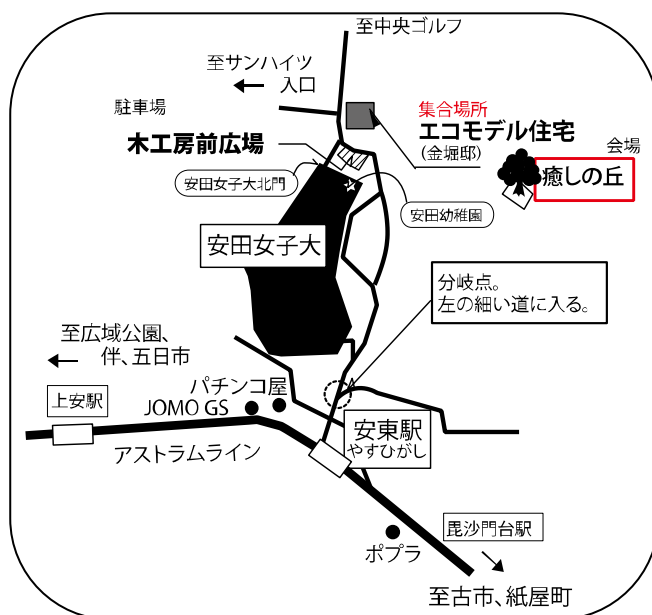 至中央ゴルフ
至サンハイツ
入口
駐車場
集合場所
エコモデル住宅
(金堀邸)
木工房前広場
会場
癒しの丘
安田女子大北門
安田幼稚園
安田女子大
分岐点。
左の細い道に入る。
至広域公園、
伴、五日市
パチンコ屋
上安駅
JOMO GS
安東駅
やすひがし
アストラムライン
毘沙門台駅
ポプラ
至古市、紙屋町